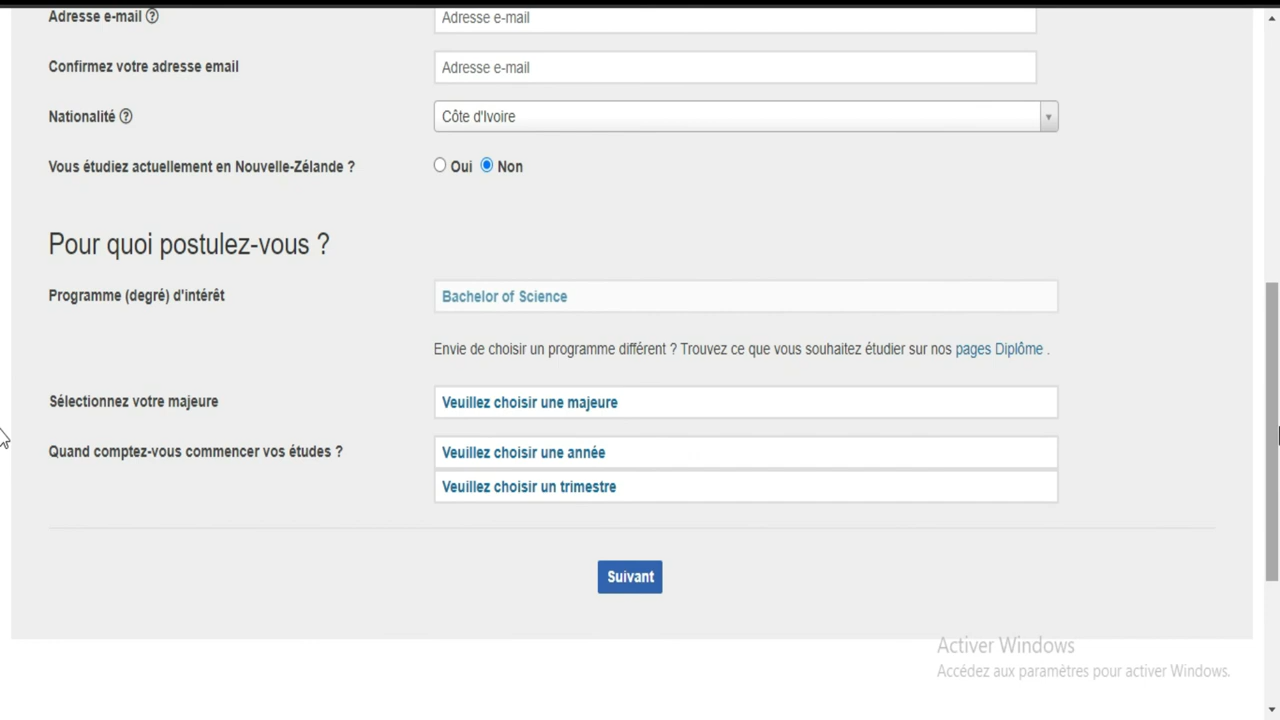 Adresse e-mail ?
Adresse e-mail
Confirmez votre adresse email
Adresse e-mail
Nationalité ?
Côte d'Ivoire
Vous étudiez actuellement en Nouvelle-Zélande ?
Oui Non
Pour quoi postulez-vous ?
Programme (degré) d'intérêt
Bachelor of Science
Envie de choisir un programme différent ? Trouvez ce que vous souhaitez étudier sur nos pages Diplôme .
Sélectionnez votre majeure
Veuillez choisir une majeure
Quand comptez-vous commencer vos études ?
Veuillez choisir une année
Veuillez choisir un trimestre
Suivant
Activer Windows
Accédez aux paramètres pour activer Windows.